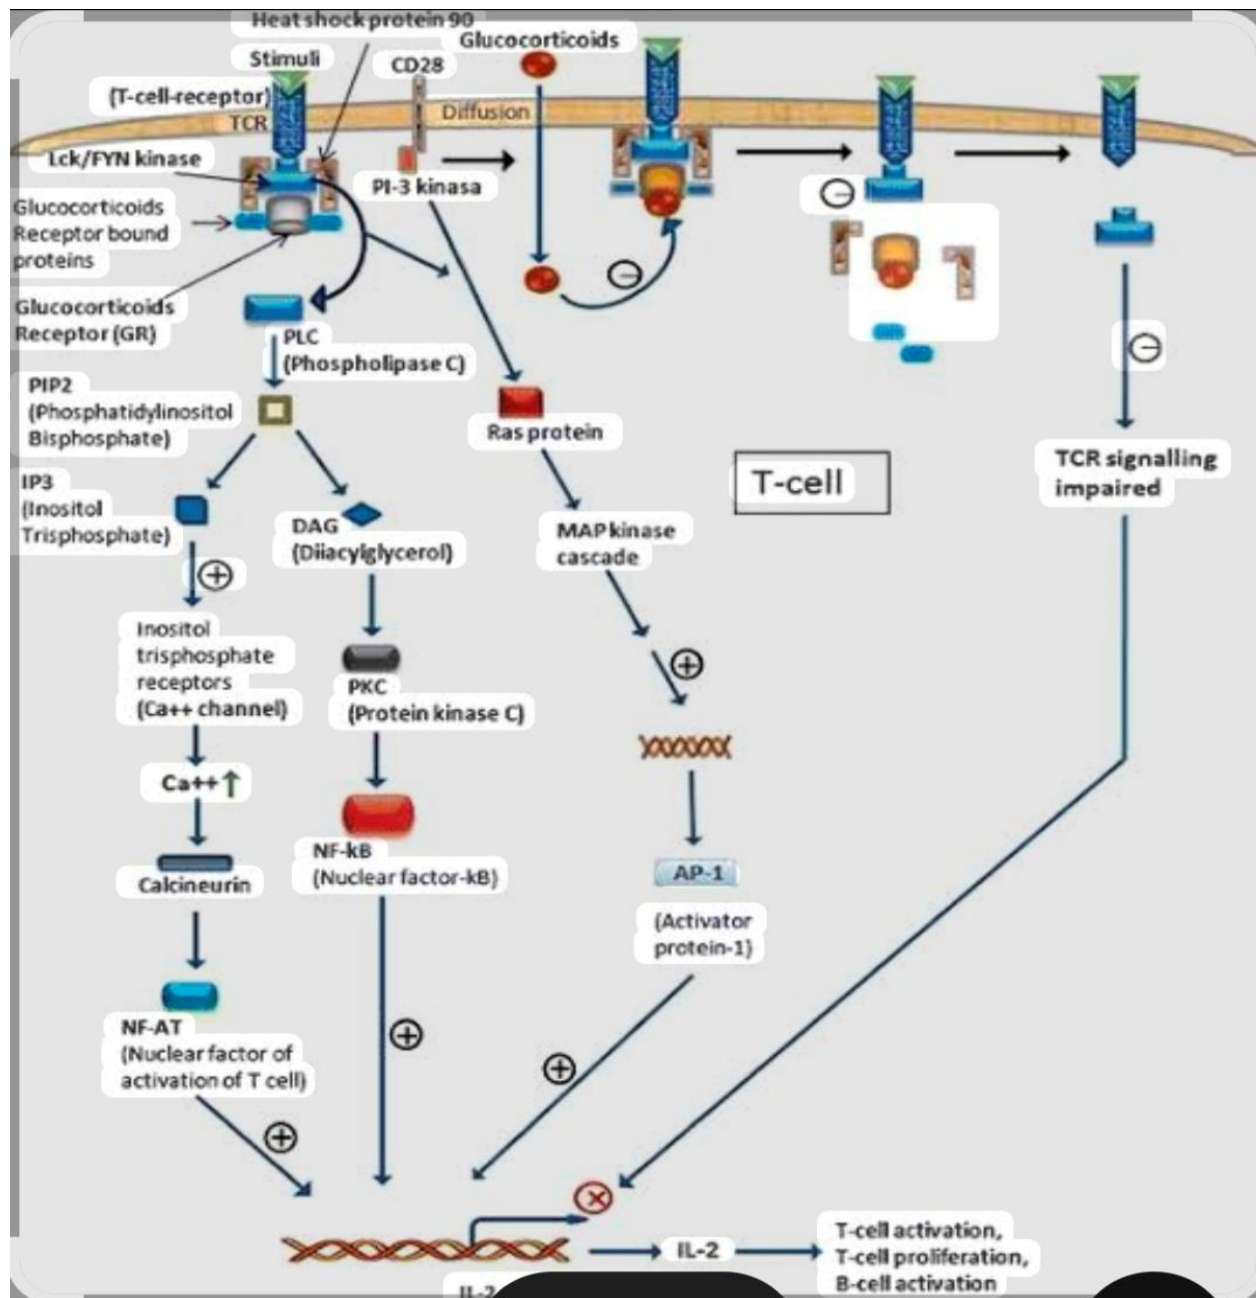 Heat shock protein 90
Glucocorticoids
Stimuli
CD28
(T-cell-receptor)
TCR
Diffusion
Lck/FYN kinase
PI-3 kinasa
Glucocorticoids
Receptor bound
proteins
Glucocorticoids
Receptor (GR)
PLC
(Phospholipase C)
PIP2
(Phosphatidylinositol
Bisphosphate)
Ras protein
IP3
(Inositol
Trisphosphate)
DAG
(Diiacylglycerol)
MAP kinase
cascade
T-cell
TCR signalling
impaired
Inositol
trisphosphate
receptors
(Ca++ channel)
PKC
(Protein kinase C)
Ca++
NF-kB
(Nuclear factor-kB)
Calcineurin
AP-1
(Activator
protein-1)
NF-AT
(Nuclear factor of
activation of T cell)
IL-2
T-cell activation,
T-cell proliferation,
B-cell activation
IL-2